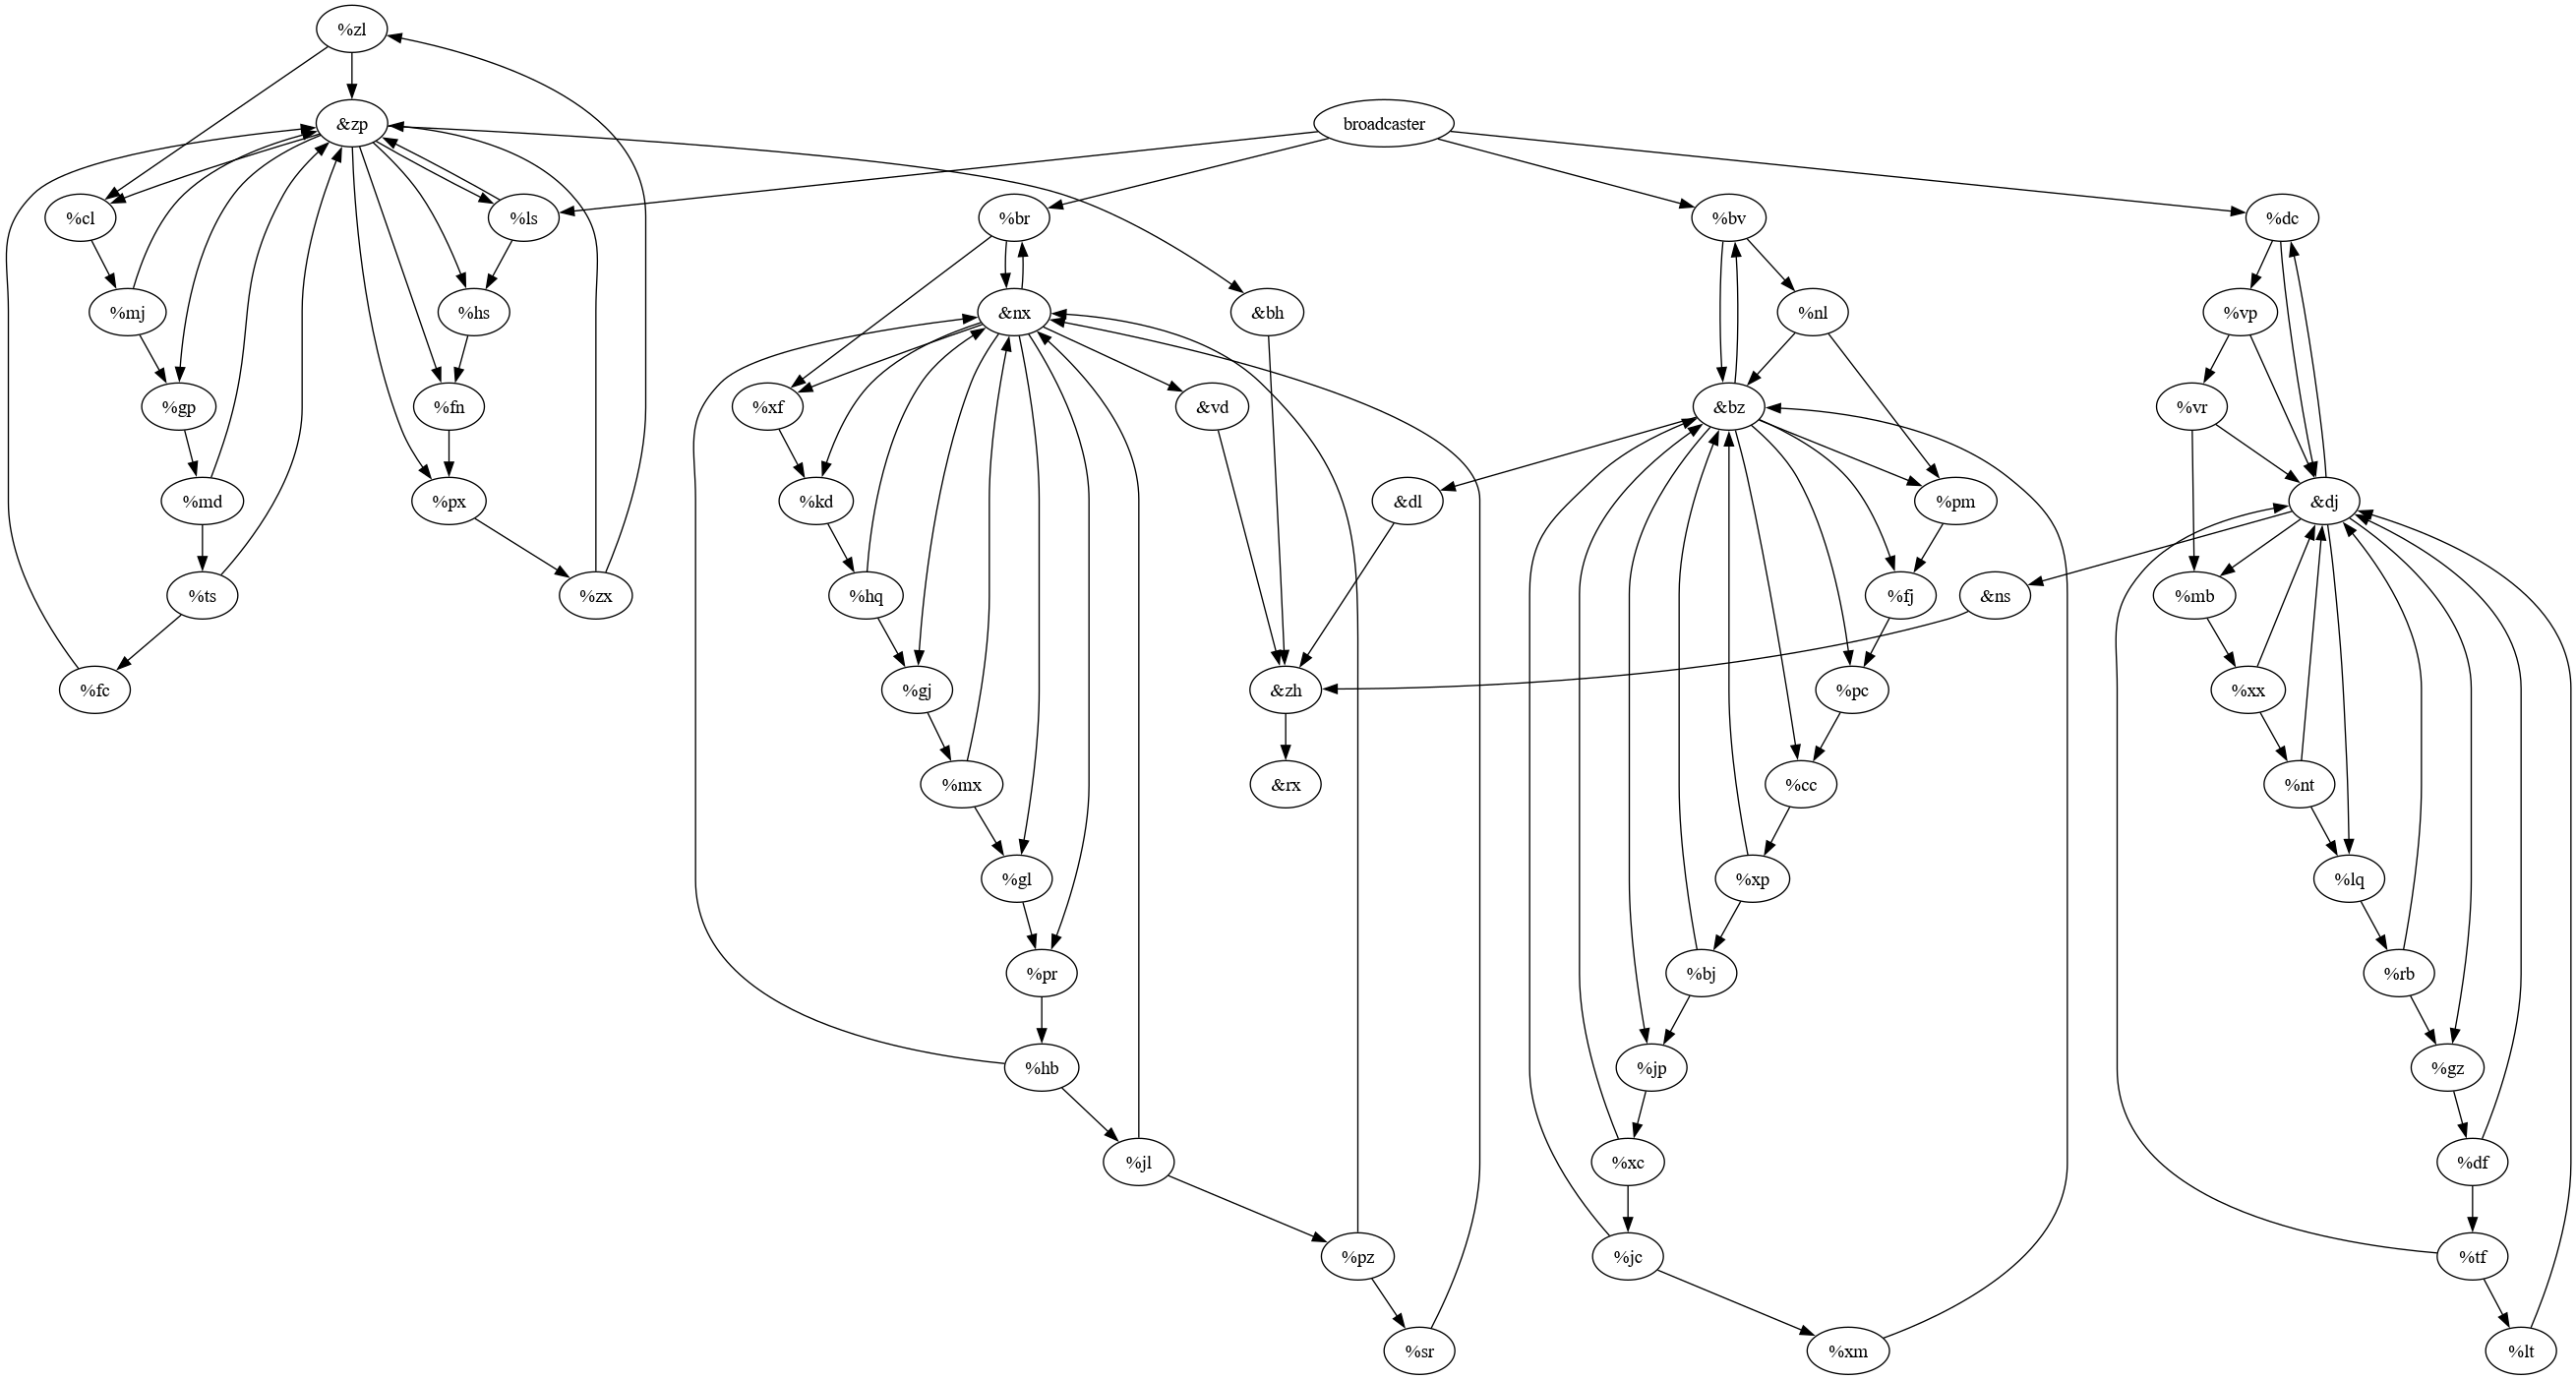 %zl
&zp
broadcaster
%cl
%ls
%br
%bv
%dc
%mj
%hs
&nx
&bh
%nl
%vp
%gp
%fn
%xf
&vd
&bz
%vr
%md
%px
%kd
&dl
%pm
&dj
%ts
%zx
%hq
%fj
&ns
%mb
%fc
%gj
&zh
%pc
%xx
%mx
&rx
%cc
%nt
%gl
%xp
%lq
%pr
%bj
%rb
%hb
%jp
%gz
%jl
%xc
%df
%pz
%jc
%tf
%sr
%xm
%lt